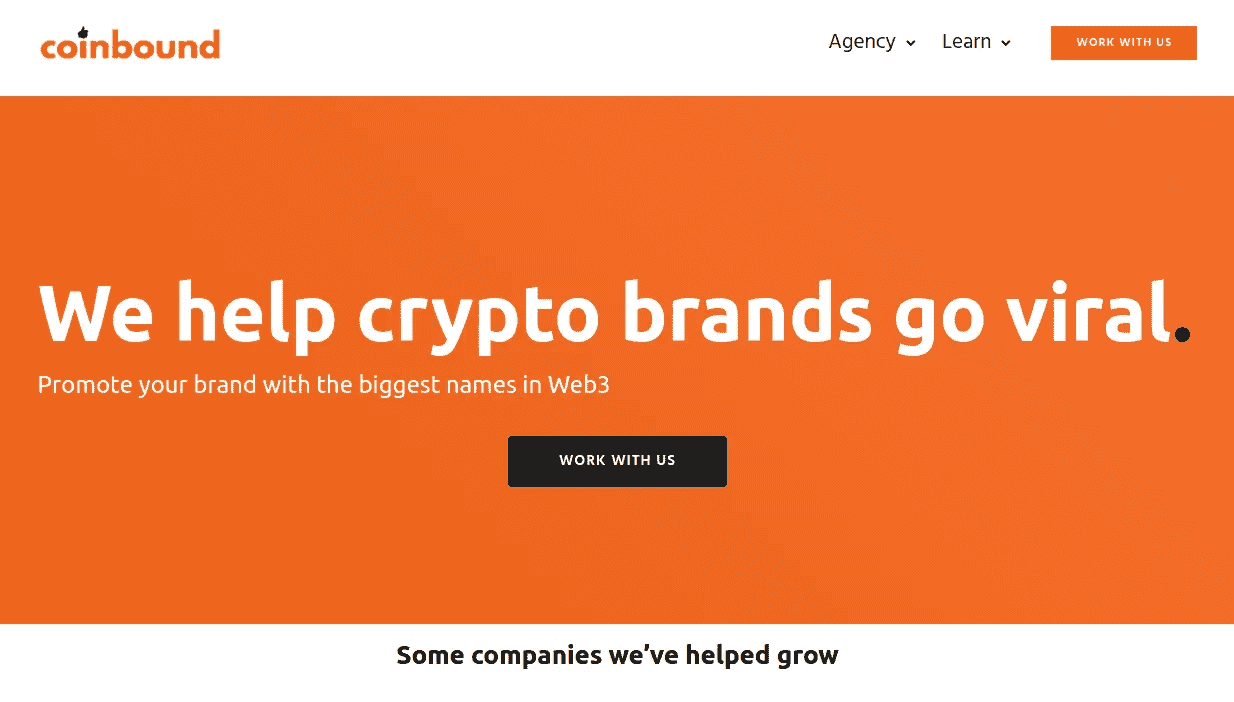 coinbound
Agency
Learn
WORK WITH US
We help crypto brands go viral.
Promote your brand with the biggest names in Web3
WORK WITH US
Some companies we've helped grow